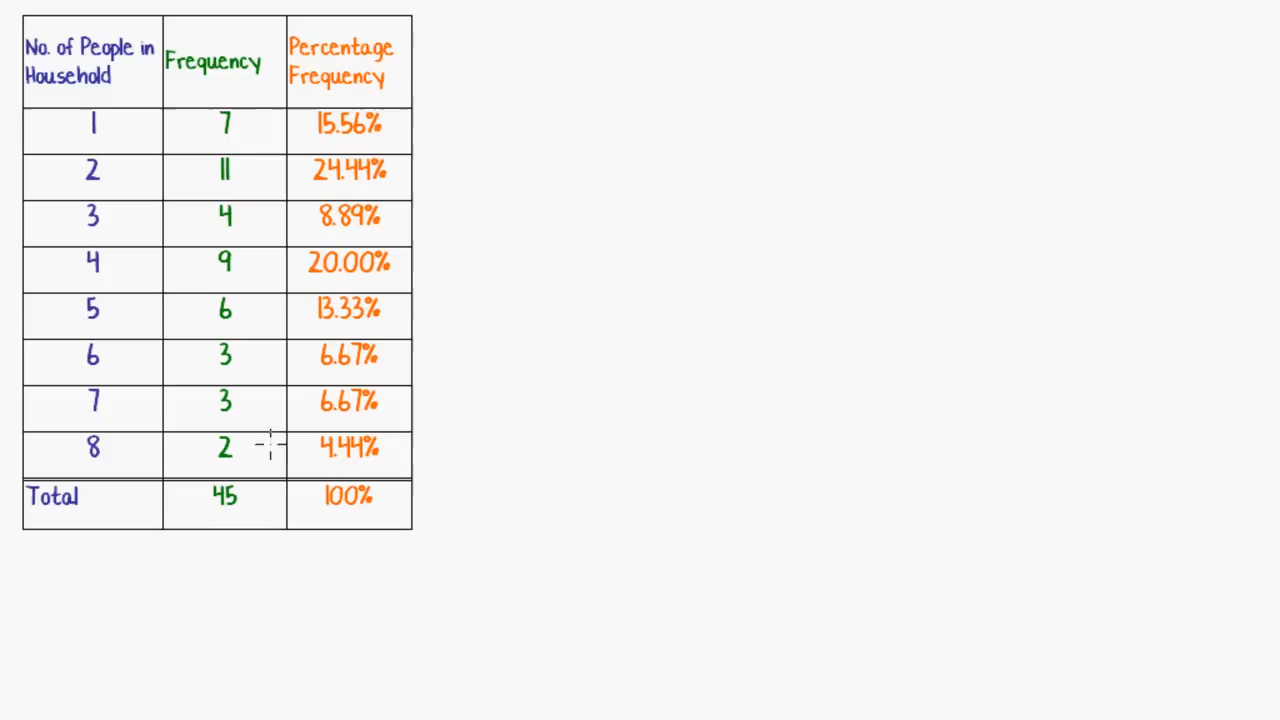 No. of People in Household Frequency Percentage Frequency
1 7 15.56%
2 11 24.44%
3 4 8.89%
4 9 20.00%
5 6 13.33%
6 3 6.67%
7 3 6.67%
8 2 4.44%
Total 45 100%